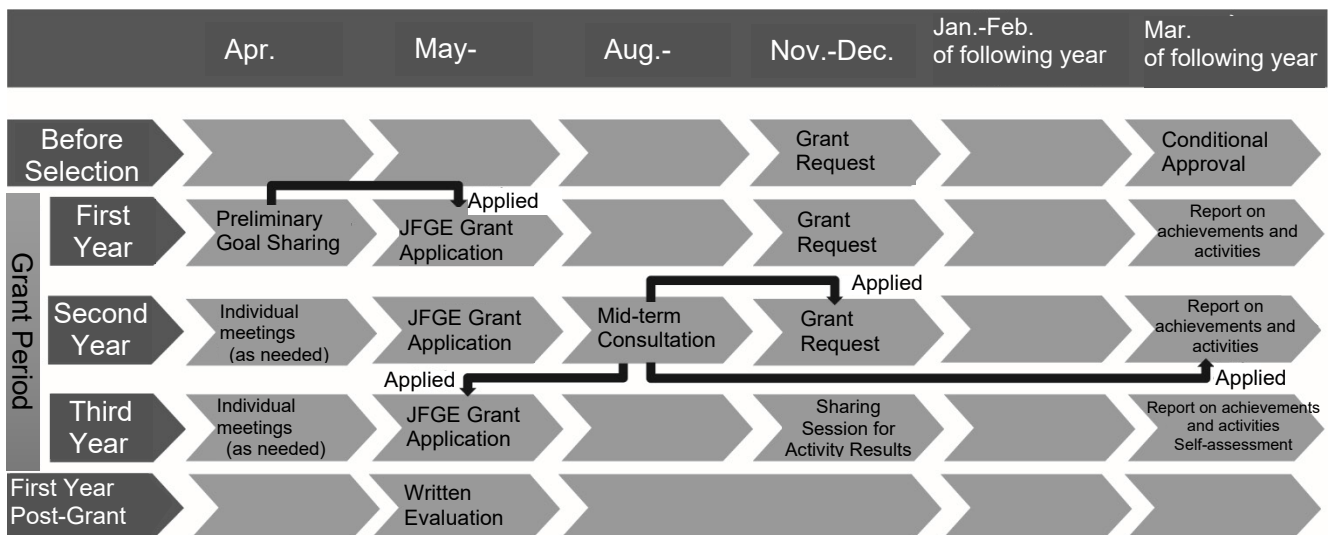 Apr.
May-
Aug.-
Nov.-Dec.
Jan.-Feb.
of following year
Mar.
of following year
Before
Selection
Grant
Request
Conditional
Approval
Applied
Grant Period
First
Year
Preliminary
Goal Sharing
JFGE Grant
Application
Grant
Request
Report on
achievements and
activities
Applied
Second
Year
Individual
meetings
(as needed)
JFGE Grant
Application
Mid-term
Consultation
Grant
Request
Report on
achievements and
activities
Applied
Applied
Third
Year
Individual
meetings
(as needed)
JFGE Grant
Application
Sharing
Session for
Activity Results
Report on achievements
and activities
Self-assessment
First Year
Post-Grant
Written
Evaluation